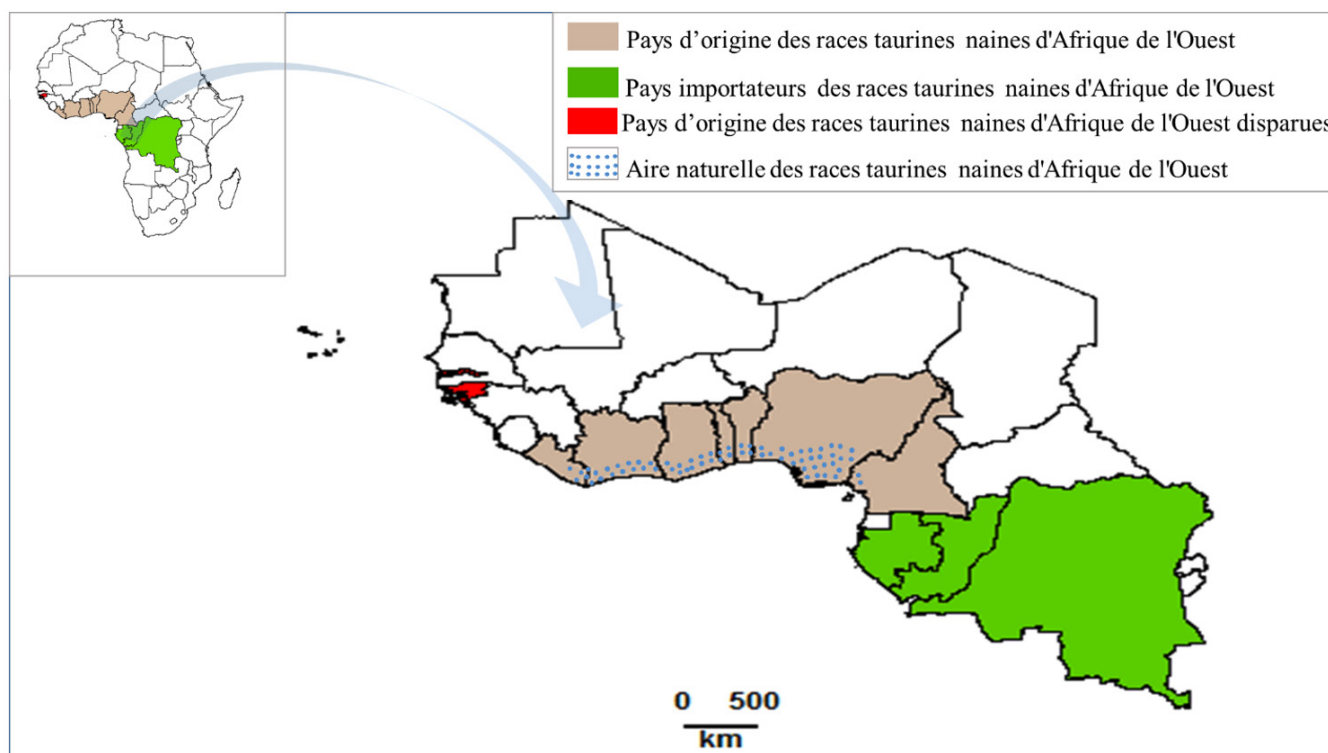 Pays d’origine des races taurines  naines d'Afrique de l'Ouest
Pays importateurs  des races taurines  naines d'Afrique de l'Ouest
Pays d’origine des races taurines  naines d'Afrique de l'Ouest disparues
Aire naturelle des races taurines  naines d'Afrique de l'Ouest
0 500
km